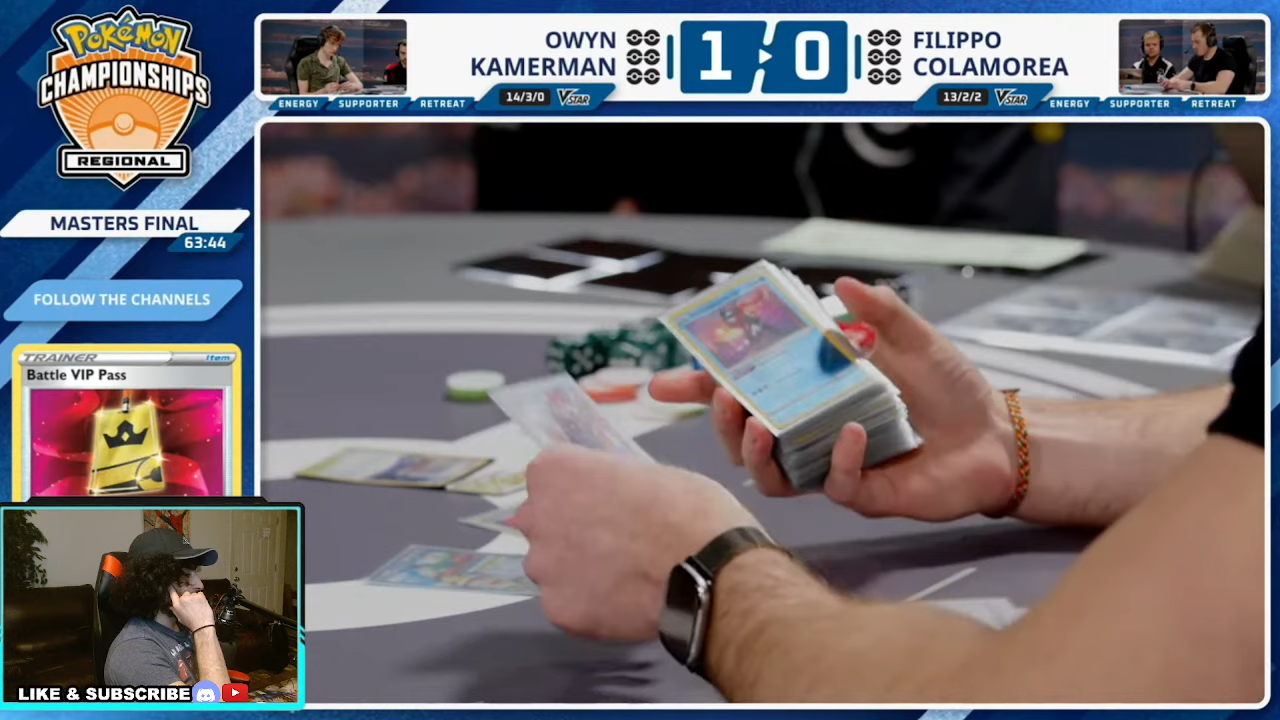 Pokémon
CHAMPIONSHIPS
REGIONAL
OWYN
KAMERMAN
1 0
FILIPPO
COLAMOREA
ENERGY SUPPORTER RETREAT
14/3/0 VSTAR
13/2/2 VSTAR
ENERGY SUPPORTER RETREAT
MASTERS FINAL
63:44
FOLLOW THE CHANNELS
TRAINER Item
Battle VIP Pass
LIKE & SUBSCRIBE